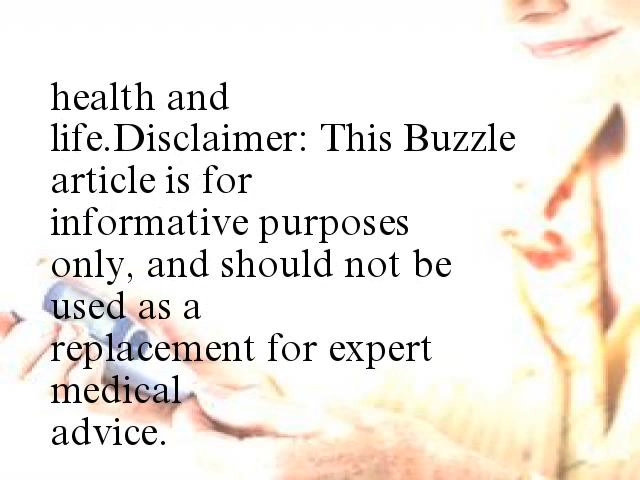 health and
life.Disclaimer: This Buzzle
article is for
informative purposes
only, and should not be
used as a
replacement for expert
medical
advice.